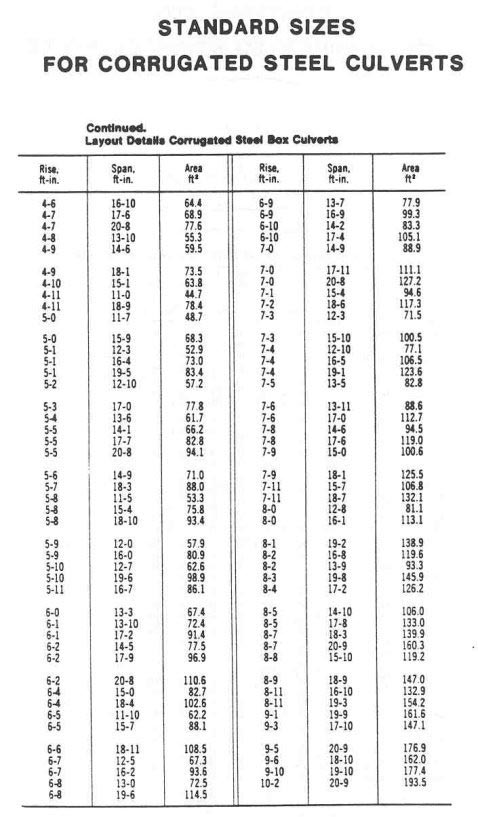 STANDARD SIZES
FOR CORRUGATED STEEL CULVERTS
Continued.
Layout Details Corrugated Steel Box Culverts
Rise, Span, Area Rise, Span, Area
ft-in. ft-in. ft² ft-in. ft-in. ft²
4-6 16-10 64.4 6-9 13-7 77.9
4-7 17-6 68.9 6-9 16-9 99.3
4-7 20-8 77.6 6-10 14-2 83.3
4-8 13-10 55.3 6-10 17-4 105.1
4-9 14-6 59.5 7-0 14-9 88.9
4-9 18-1 73.5 7-0 17-11 111.1
4-10 15-1 63.8 7-0 20-8 127.2
4-11 11-0 44.7 7-1 15-4 94.6
4-11 18-9 78.4 7-2 18-6 117.3
5-0 11-7 48.7 7-3 12-3 71.5
5-0 15-9 68.3 7-3 15-10 100.5
5-1 12-3 52.9 7-4 12-10 77.1
5-1 16-4 73.0 7-4 16-5 106.5
5-1 19-5 83.4 7-4 19-1 123.6
5-2 12-10 57.2 7-5 13-5 82.8
5-3 17-0 77.8 7-6 13-11 88.6
5-4 13-6 61.7 7-6 17-0 112.7
5-5 14-1 66.2 7-8 14-6 94.5
5-5 17-7 82.8 7-8 17-6 119.0
5-5 20-8 94.1 7-9 15-0 100.6
5-6 14-9 71.0 7-9 18-1 125.5
5-7 18-3 88.0 7-11 15-7 106.8
5-8 11-5 53.3 7-11 18-7 132.1
5-8 15-4 75.8 8-0 12-8 81.1
5-8 18-10 93.4 8-0 16-1 113.1
5-9 12-0 57.9 8-1 19-2 138.9
5-9 16-0 80.9 8-2 16-8 119.6
5-10 12-7 62.6 8-2 13-9 93.3
5-10 19-6 98.9 8-3 19-8 145.9
5-11 16-7 86.1 8-4 17-2 126.2
6-0 13-3 67.4 8-5 14-10 106.0
6-1 13-10 72.4 8-5 17-8 133.0
6-1 17-2 91.4 8-7 18-3 139.9
6-2 14-5 77.5 8-7 20-9 160.3
6-2 17-9 96.9 8-8 15-10 119.2
6-2 20-8 110.6 8-9 18-9 147.0
6-4 15-0 82.7 8-11 16-10 132.9
6-4 18-4 102.6 8-11 19-3 154.2
6-5 11-10 62.2 9-1 19-9 161.6
6-5 15-7 88.1 9-3 17-10 147.1
6-6 18-11 108.5 9-5 20-9 176.9
6-7 12-5 67.3 9-6 18-10 162.0
6-7 16-2 93.6 9-10 19-10 177.4
6-8 13-0 72.5 10-2 20-9 193.5
6-8 19-6 114.5